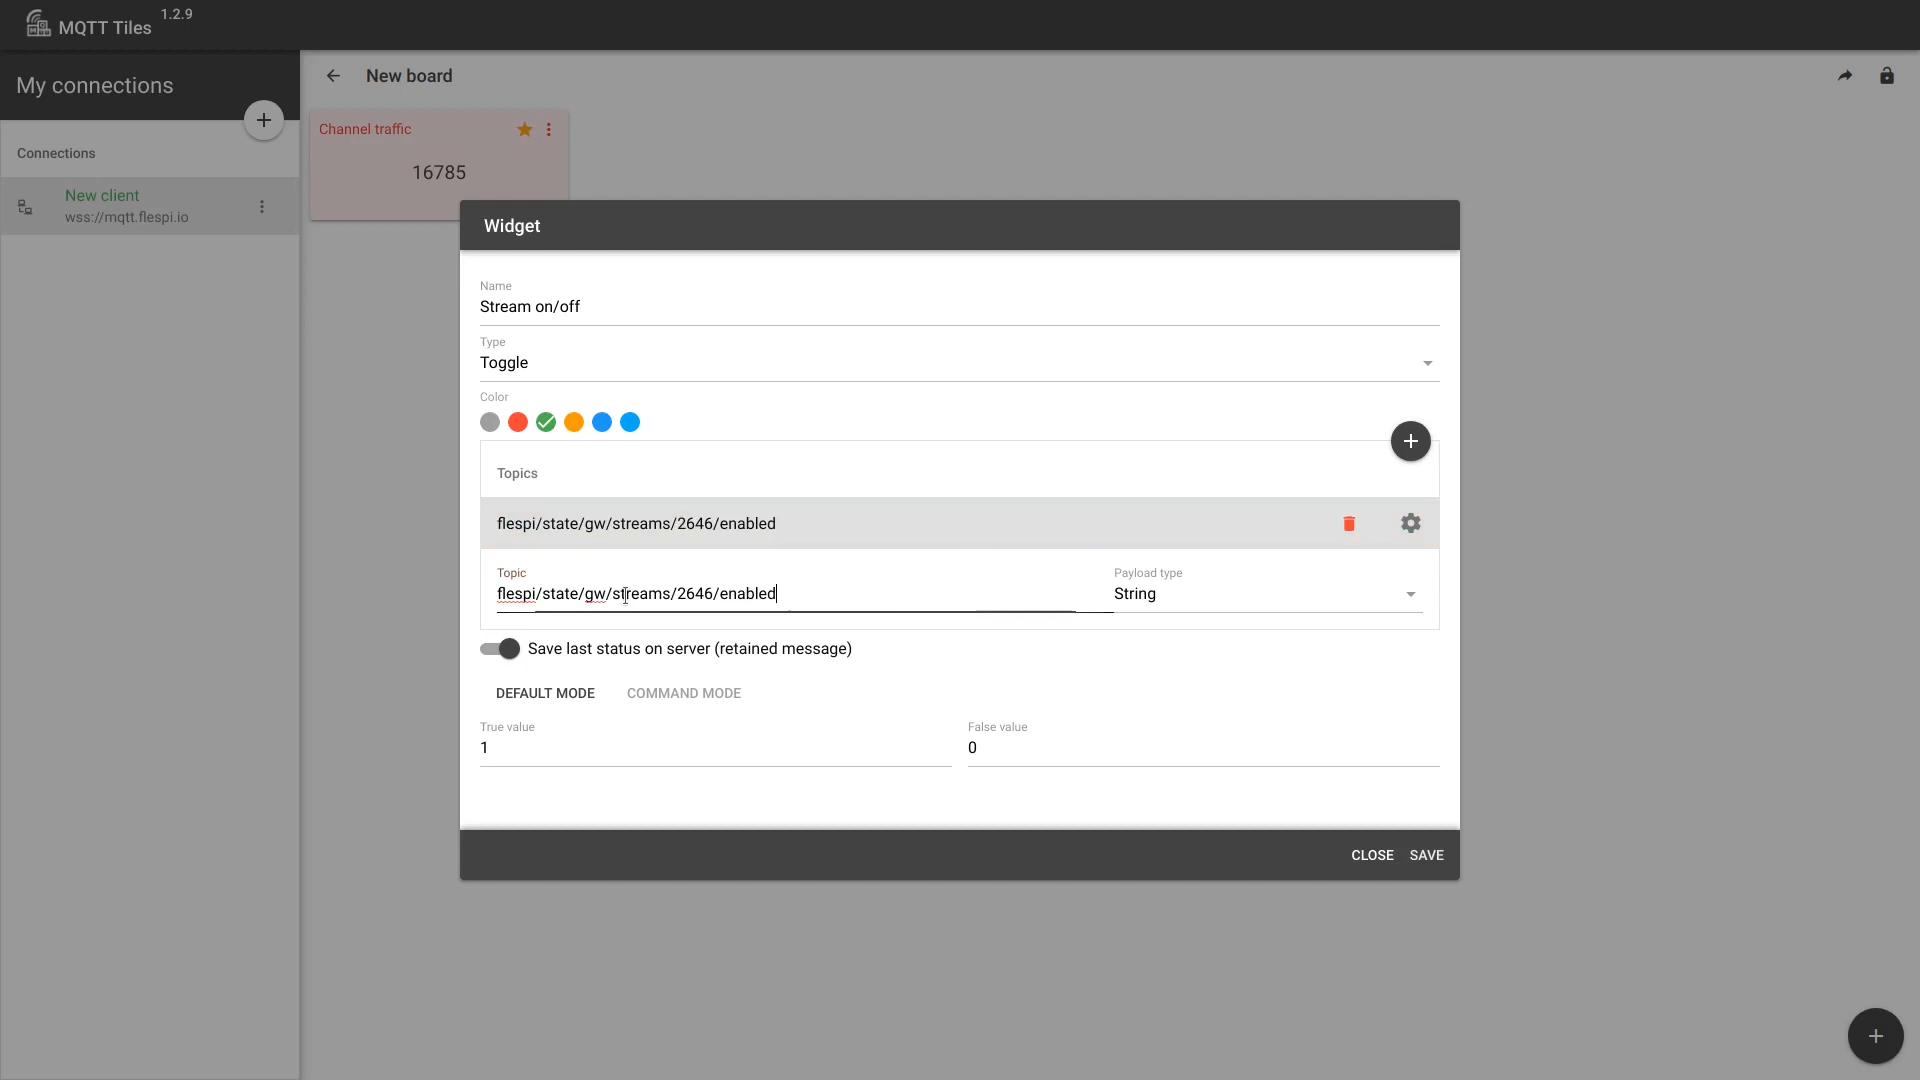 MQTT Tiles 1.2.9
My connections
New board
Channel traffic
16785
Connections
New client
wss://mqtt.flespi.io
Widget
Name
Stream on/off
Type
Toggle
Color
Topics
flespi/state/gw/streams/2646/enabled
Topic
flespi/state/gw/streams/2646/enabled
Payload type
String
Save last status on server (retained message)
DEFAULT MODE COMMAND MODE
True value
1
False value
0
CLOSE SAVE